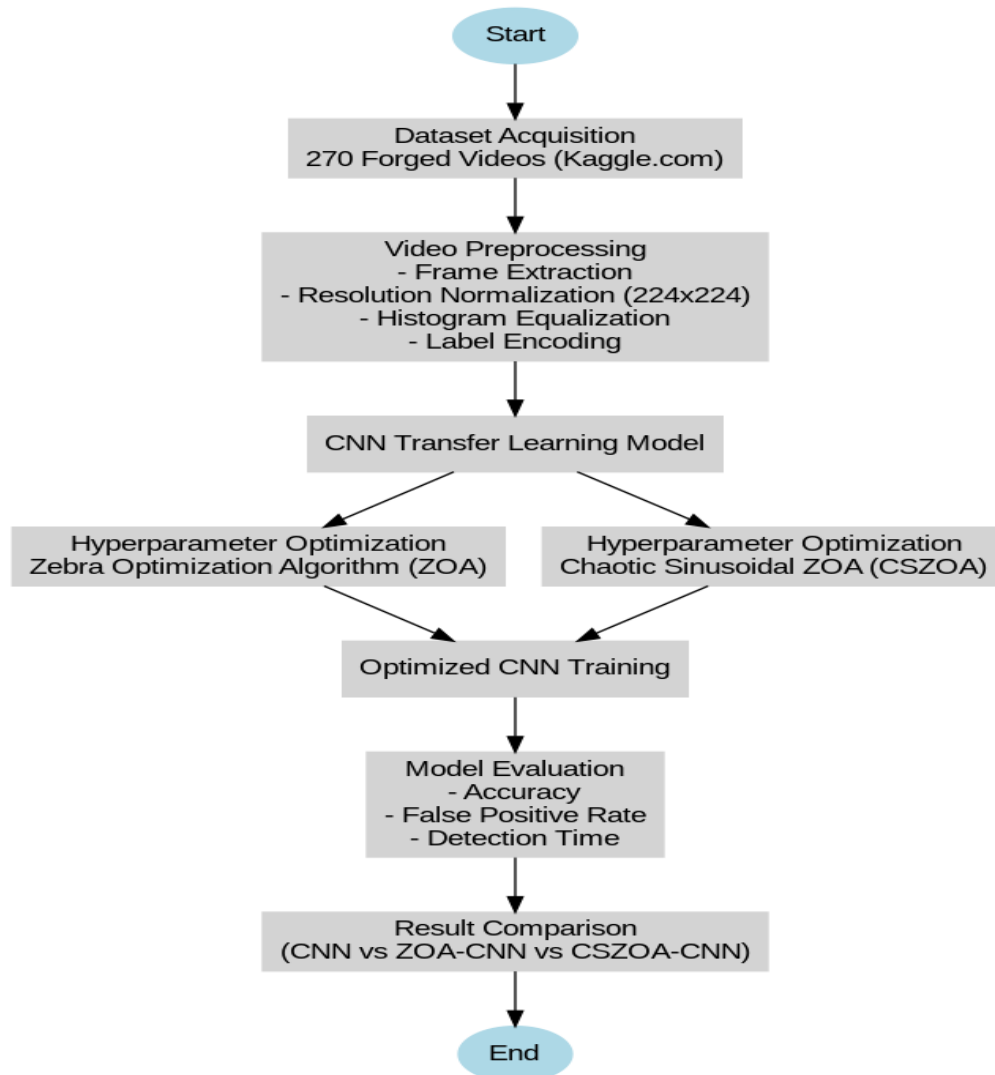 Start
Dataset Acquisition
270 Forged Videos (Kaggle.com)
Video Preprocessing
- Frame Extraction
- Resolution Normalization (224x224)
- Histogram Equalization
- Label Encoding
CNN Transfer Learning Model
Hyperparameter Optimization
Zebra Optimization Algorithm (ZOA)
Hyperparameter Optimization
Chaotic Sinusoidal ZOA (CSZOA)
Optimized CNN Training
Model Evaluation
- Accuracy
- False Positive Rate
- Detection Time
Result Comparison
(CNN vs ZOA-CNN vs CSZOA-CNN)
End